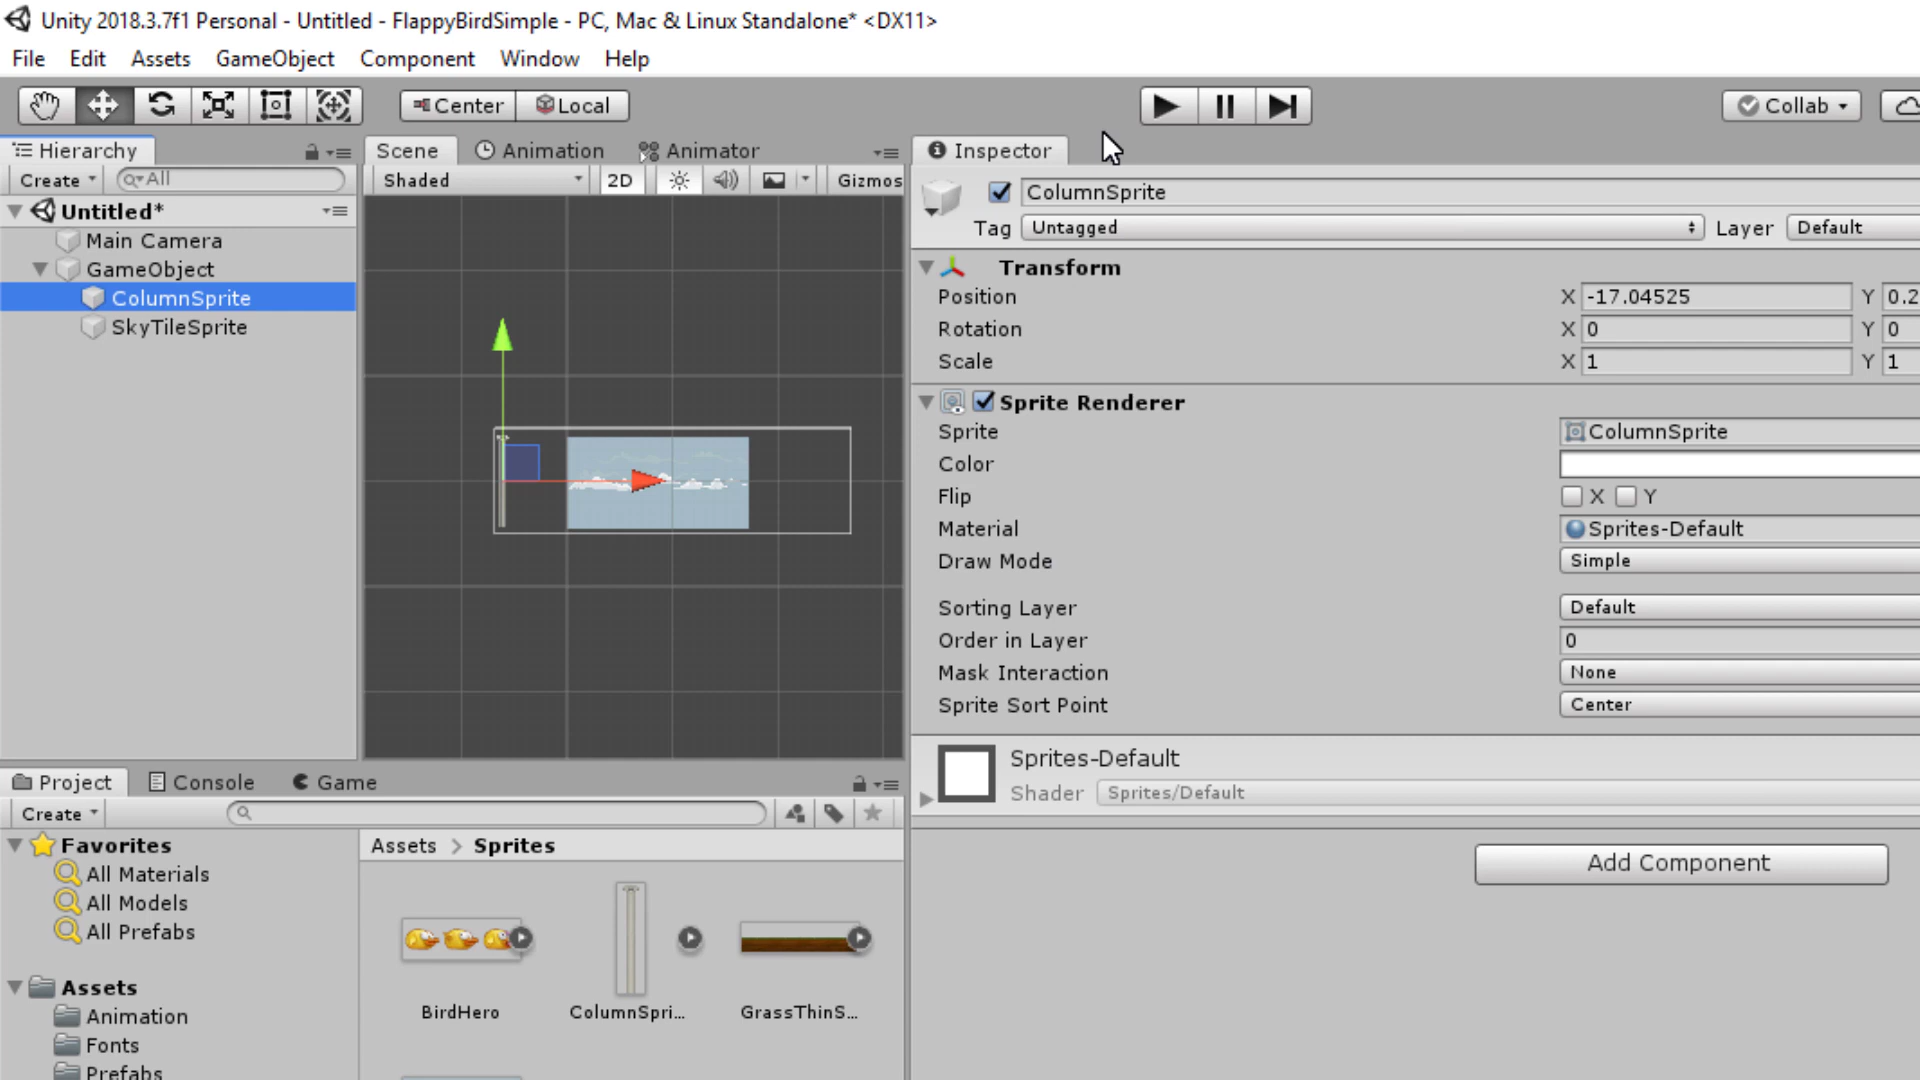 Unity 2018.3.7f1 Personal - Untitled - FlappyBirdSimple - PC, Mac & Linux Standalone* <DX11>
File Edit Assets GameObject Component Window Help
Center Local Collab
Hierarchy
Create All
Untitled*
Main Camera
GameObject
ColumnSprite
SkyTileSprite
Scene Animation Animator
Shaded 2D Gizmos
Inspector
ColumnSprite
Tag Untagged Layer Default
Transform
Position X -17.04525 Y 0.2
Rotation X 0 Y 0
Scale X 1 Y 1
Sprite Renderer
Sprite ColumnSprite
Color
Flip X Y
Material Sprites-Default
Draw Mode Simple
Sorting Layer Default
Order in Layer 0
Mask Interaction None
Sprite Sort Point Center
Sprites-Default
Shader Sprites/Default
Add Component
Project Console Game
Create
Favorites
All Materials
All Models
All Prefabs
Assets
Animation
Fonts
Prefabs
Assets > Sprites
BirdHero ColumnSpri... GrassThinS...